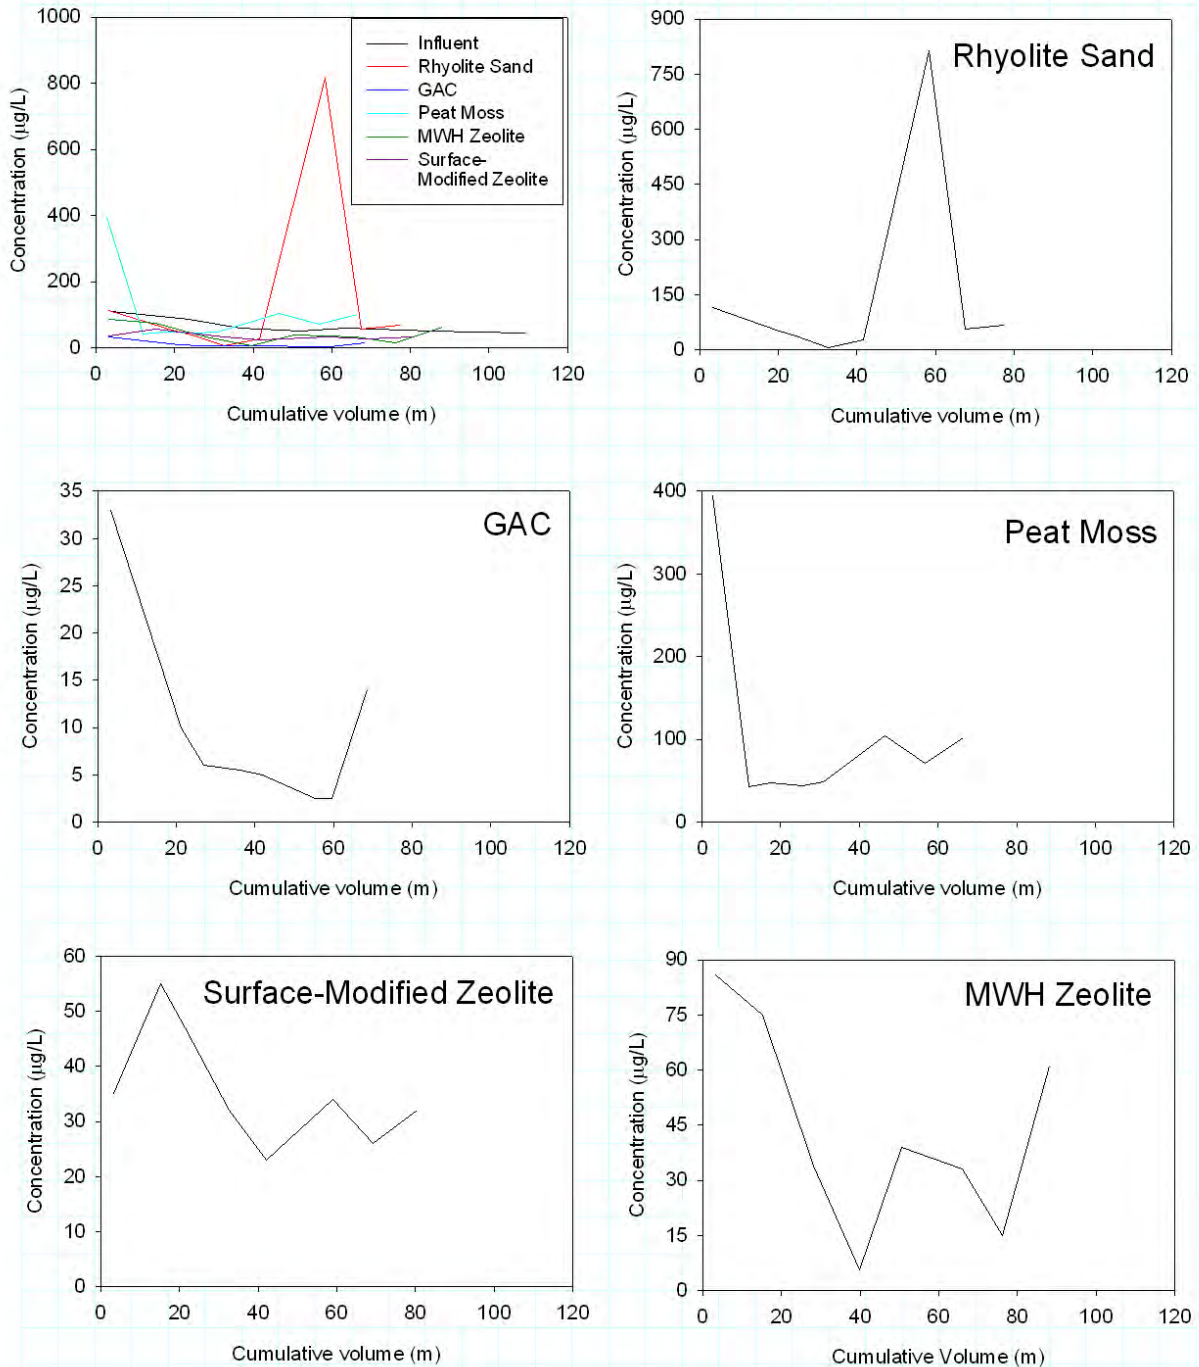 1000
800
600
400
200
0
0 20 40 60 80 100 120
Concentration (µg/L)
Cumulative volume (m)
Influent
Rhyolite Sand
GAC
Peat Moss
MWH Zeolite
Surface-
Modified Zeolite
900
750
600
450
300
150
0
0 20 40 60 80 100 120
Concentration (µg/L)
Cumulative volume (m)
Rhyolite Sand
35
30
25
20
15
10
5
0
0 20 40 60 80 100 120
Concentration (µg/L)
Cumulative volume (m)
GAC
400
300
200
100
0
0 20 40 60 80 100 120
Concentration (µg/L)
Cumulative volume (m)
Peat Moss
60
50
40
30
20
10
0
0 20 40 60 80 100 120
Concentration (µg/L)
Cumulative volume (m)
Surface-Modified Zeolite
90
75
60
45
30
15
0
0 20 40 60 80 100 120
Concentration (µg/L)
Cumulative Volume (m)
MWH Zeolite